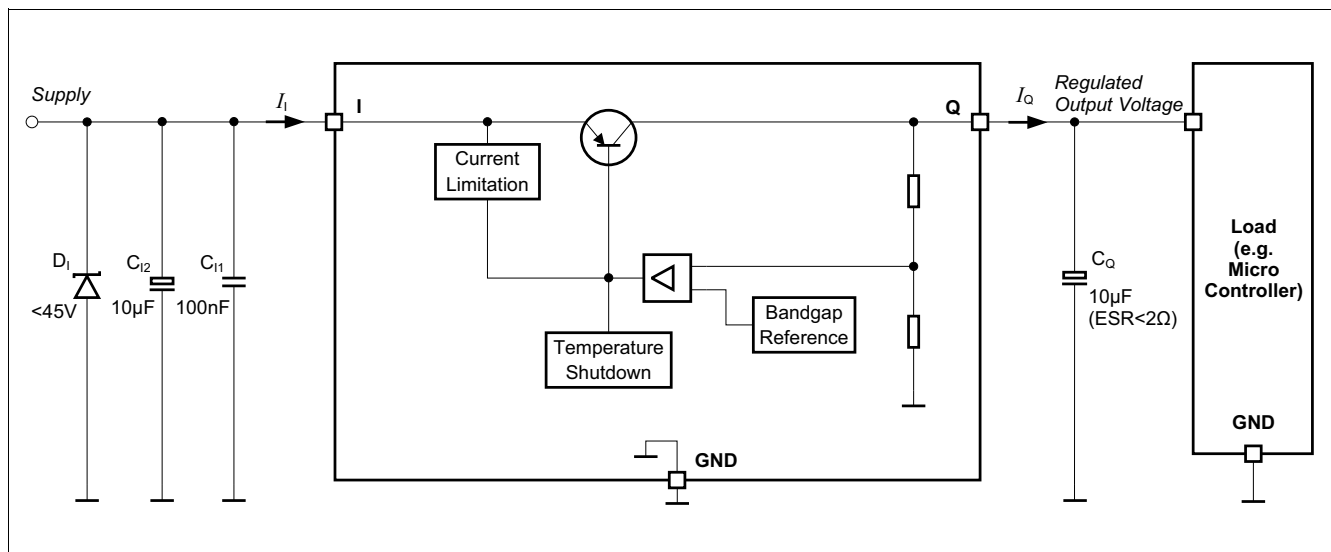 Supply
I_I
I
Q
I_Q
Regulated
Output Voltage
Current
Limitation
D_I
<45V
C_I2
10µF
C_I1
100nF
Temperature
Shutdown
Bandgap
Reference
C_Q
10µF
(ESR<2Ω)
Load
(e.g.
Micro
Controller)
GND
GND